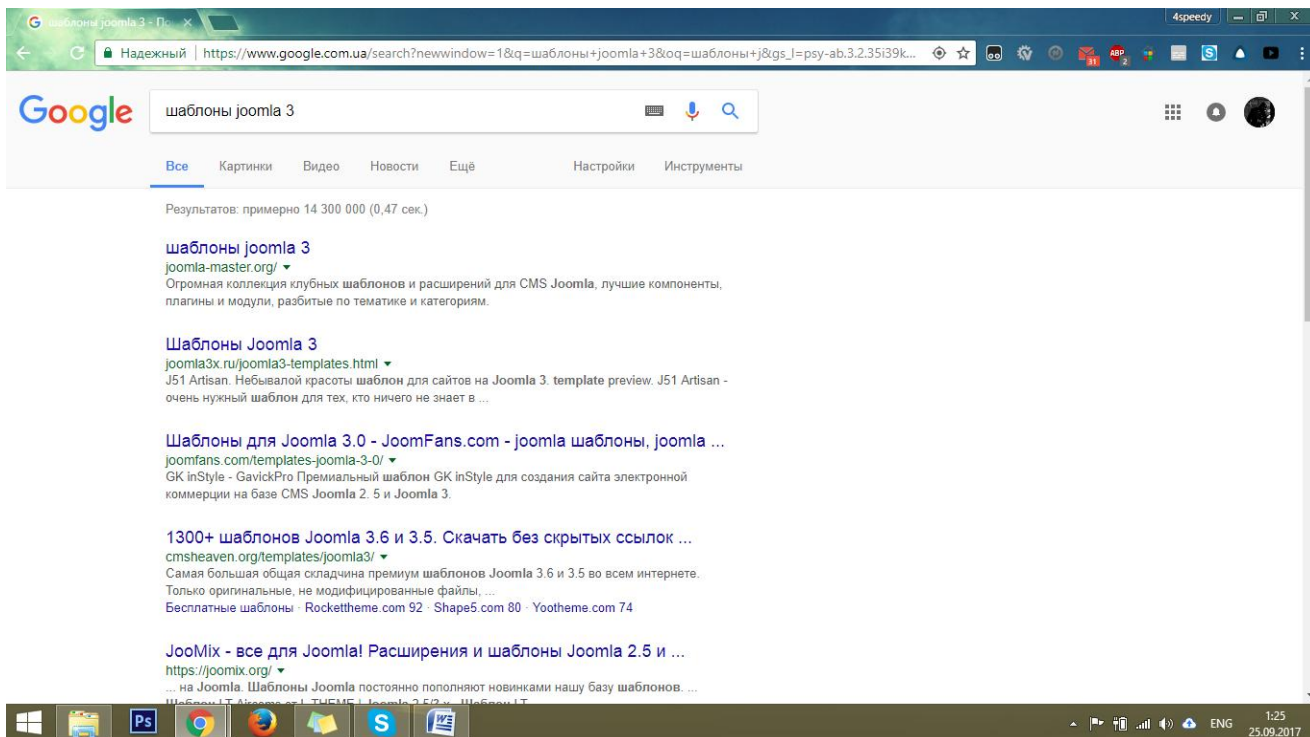 шаблоны joomla 3 - По
4speedy
Надежный | https://www.google.com.ua/search?newwindow=1&q=шаблоны+joomla+3&oq=шаблоны+j&gs_l=psy-ab.3.2.35i39k...
31
ABP
2
Google
шаблоны joomla 3
Все Картинки Видео Новости Ещё Настройки Инструменты
Результатов: примерно 14 300 000 (0,47 сек.)
шаблоны joomla 3
joomla-master.org/
Огромная коллекция клубных шаблонов и расширений для CMS Joomla, лучшие компоненты,
плагины и модули, разбитые по тематике и категориям.
Шаблоны Joomla 3
joomla3x.ru/joomla3-templates.html
J51 Artisan. Небывалой красоты шаблон для сайтов на Joomla 3. template preview. J51 Artisan -
очень нужный шаблон для тех, кто ничего не знает в ...
Шаблоны для Joomla 3.0 - JoomFans.com - joomla шаблоны, joomla ...
joomfans.com/templates-joomla-3-0/
GK inStyle - GavickPro Премиальный шаблон GK inStyle для создания сайта электронной
коммерции на базе CMS Joomla 2. 5 и Joomla 3.
1300+ шаблонов Joomla 3.6 и 3.5. Скачать без скрытых ссылок ...
cmsheaven.org/templates/joomla3/
Самая большая общая складчина премиум шаблонов Joomla 3.6 и 3.5 во всем интернете.
Только оригинальные, не модифицированные файлы, ...
Бесплатные шаблоны · Rockettheme.com 92 · Shape5.com 80 · Yootheme.com 74
JooMix - все для Joomla! Расширения и шаблоны Joomla 2.5 и ...
https://joomix.org/
... на Joomla. Шаблоны Joomla постоянно пополняют новинками нашу базу шаблонов. ...
Ps
ENG
1:25
25.09.2017